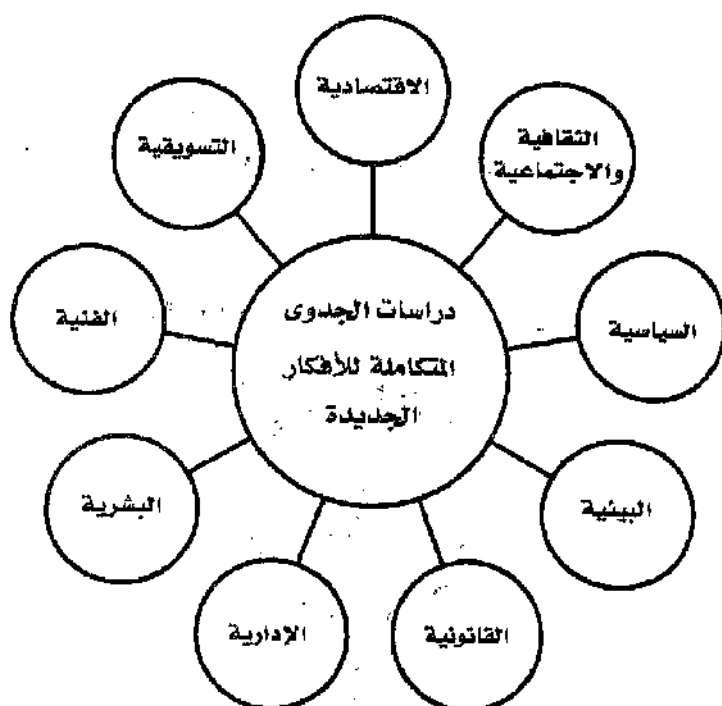 الاقتصادية
الثقافية
والاجتماعية
السياسية
البيئية
القانونية
الإدارية
البشرية
الفنية
التسويقية
دراسات الجدوى
المتكاملة للأفكار
الجديدة